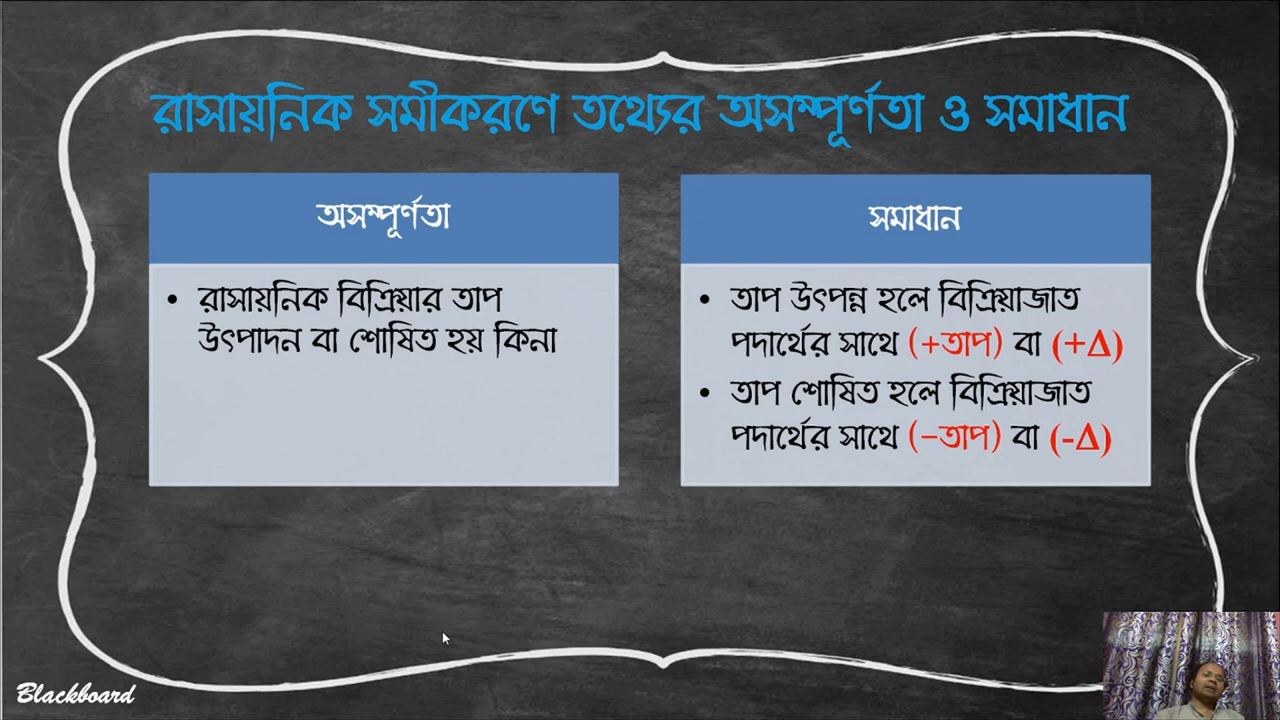 রাসায়নিক সমীকরণে তথ্যের অসম্পূর্ণতা ও সমাধান
অসম্পূর্ণতা
• রাসায়নিক বিক্রিয়ার তাপ
উৎপাদন বা শোষিত হয় কিনা
সমাধান
• তাপ উৎপন্ন হলে বিক্রিয়াজাত
পদার্থের সাথে (+তাপ) বা (+Δ)
• তাপ শোষিত হলে বিক্রিয়াজাত
পদার্থের সাথে (−তাপ) বা (-Δ)
Blackboard